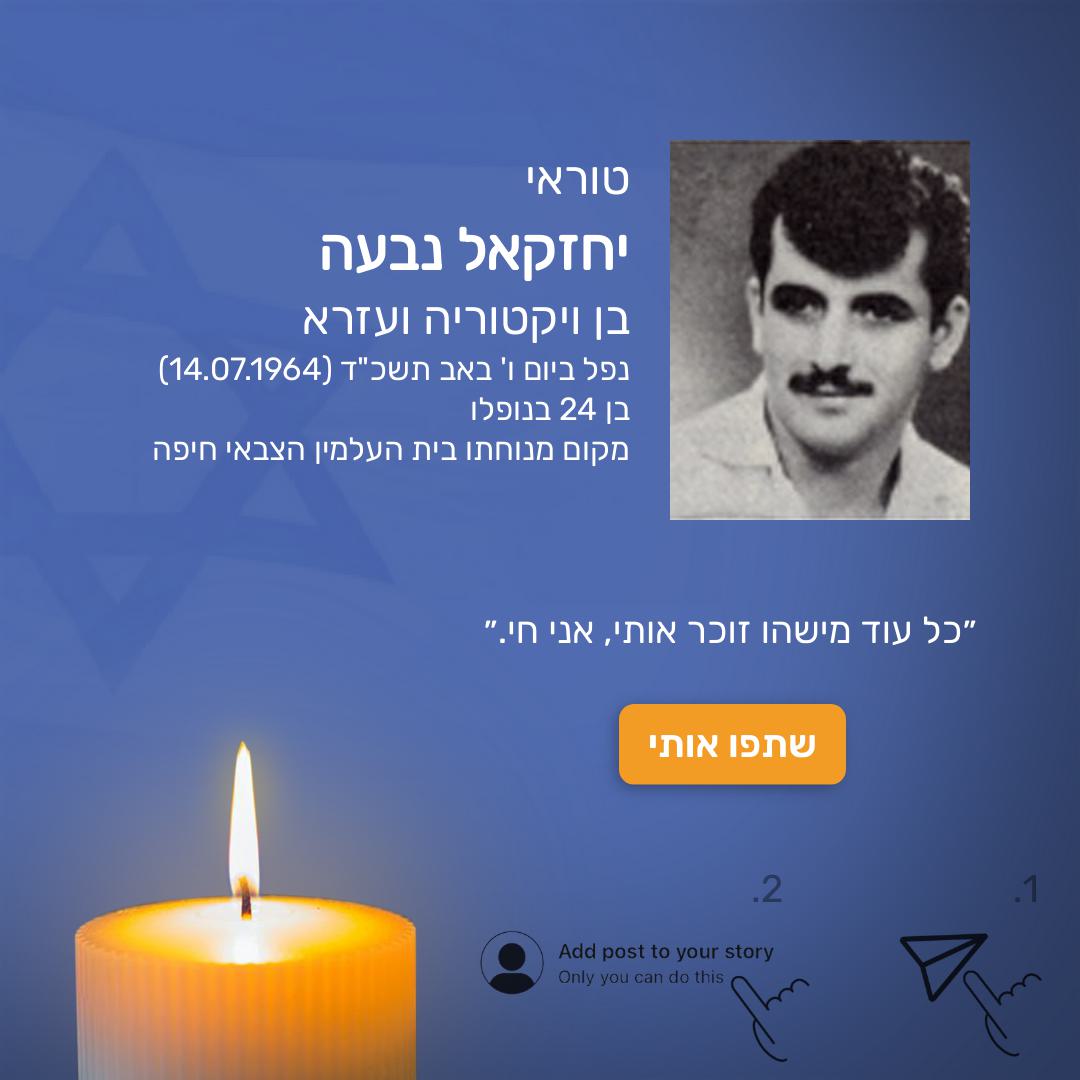 טוראי
יחזקאל נבעה
בן ויקטוריה ועזרא
נפל ביום ו' באב תשכ"ד (14.07.1964)
בן 24 בנופלו
מקום מנוחתו בית העלמין הצבאי חיפה
״כל עוד מישהו זוכר אותי, אני חי.״
שתפו אותי
1.
2.
Add post to your story
Only you can do this